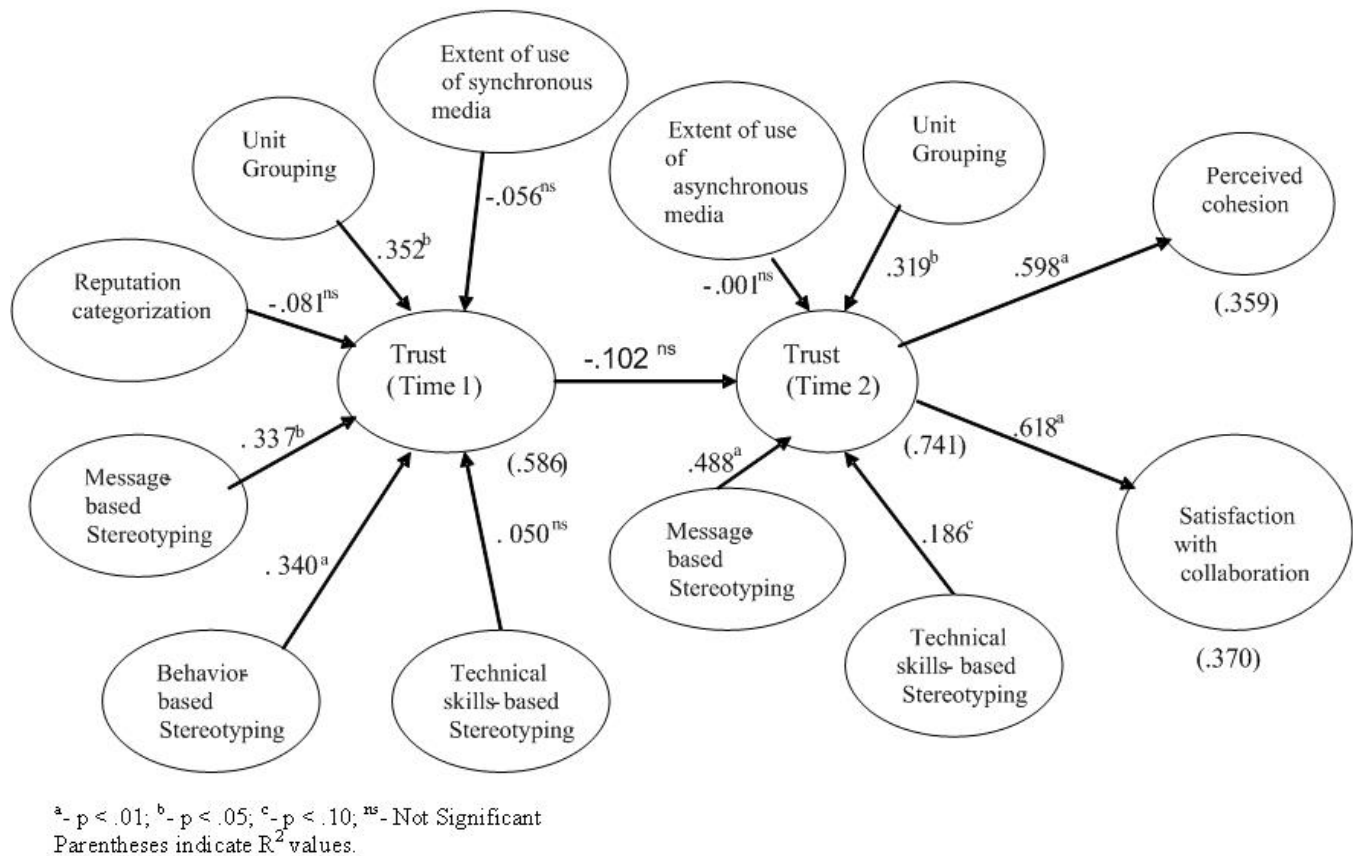 Extent of use
of synchronous
media
Unit
Grouping
Extent of use
of
asynchronous
media
Unit
Grouping
Perceived
cohesion
-.056ns
.352b
Reputation
categorization
-.081ns
-.001ns
.319b
.598a
(.359)
Trust
(Time 1)
-.102 ns
Trust
(Time 2)
.337b
(.586)
.488a
(.741)
.618a
Message-
based
Stereotyping
.340a
.050ns
Message-
based
Stereotyping
.186c
Satisfaction
with
collaboration
(.370)
Behavior-
based
Stereotyping
Technical
skills-based
Stereotyping
Technical
skills-based
Stereotyping
a- p < .01; b- p < .05; c- p < .10; ns- Not Significant
Parentheses indicate R2 values.